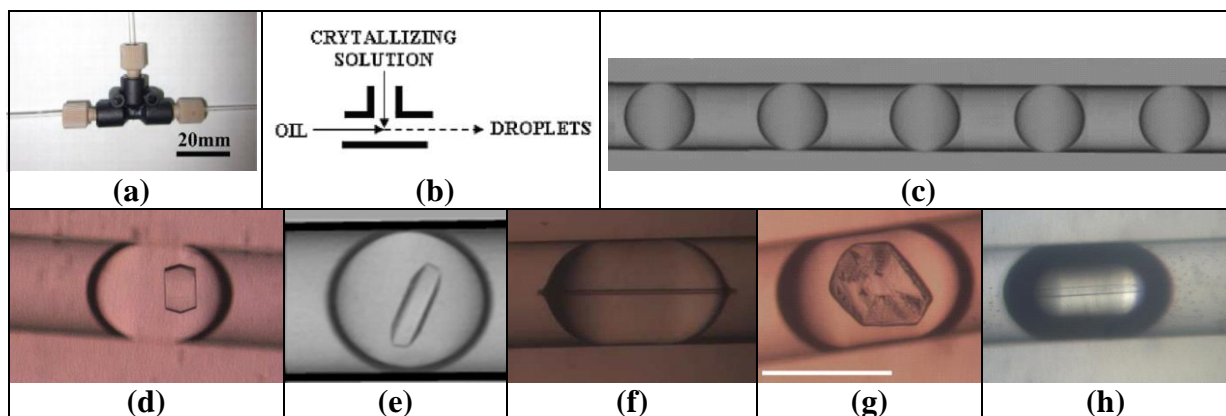 20mm
(a)
CRYTALLIZING
SOLUTION
OIL
DROPLETS
(b)
(c)
(d)
(e)
(f)
(g)
(h)